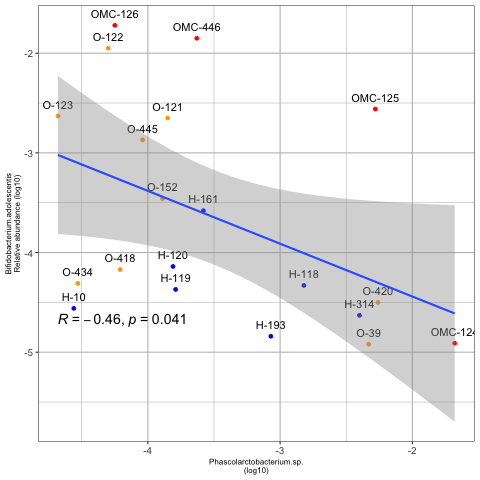 OMC-126
OMC-446
O-122
-2
OMC-125
O-123
O-121
O-445
-3
O-152
H-161
H-120
O-418
H-119
O-434
H-118
-4
O-420
H-10
H-314
R = −0.46, p = 0.041
H-193
O-39
OMC-124
-5
-4
-3
-2
Phascolarctobacterium.sp.
(log10)
Bifidobacterium.adolescentis
Relative abundance (log10)